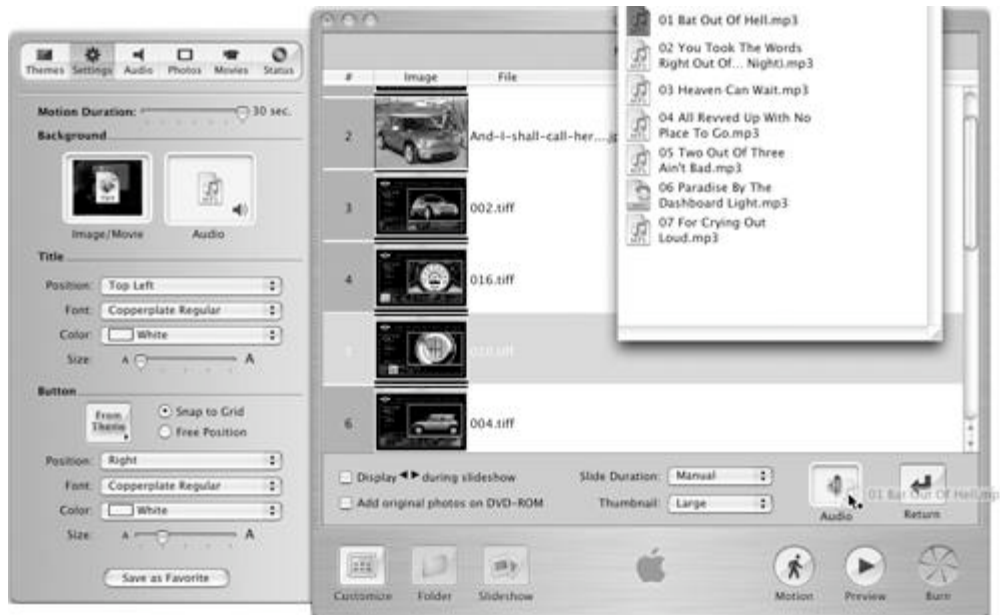 Themes Settings Audio Photos Movies Status
Motion Duration: 30 sec.
Background
Image/Movie Audio
Title
Position: Top Left
Font: Copperplate Regular
Color: White
Size: A A
Button
From Theme
Snap to Grid
Free Position
Position: Right
Font: Copperplate Regular
Color: White
Size: A A
Save as Favorite
# Image File
2 And-I-shall-call-her....jp
3 002.tiff
4 016.tiff
6 004.tiff
01 Bat Out Of Hell.mp3
02 You Took The Words
Right Out Of... Night).mp3
03 Heaven Can Wait.mp3
04 All Revved Up With No
Place To Go.mp3
05 Two Out Of Three
Ain't Bad.mp3
06 Paradise By The
Dashboard Light.mp3
07 For Crying Out
Loud.mp3
Display during slideshow
Add original photos on DVD-ROM
Slide Duration: Manual
Thumbnail: Large
Audio
Return
01 Bat Out Of Hell.mp
Customize Folder Slideshow
Motion Preview Burn